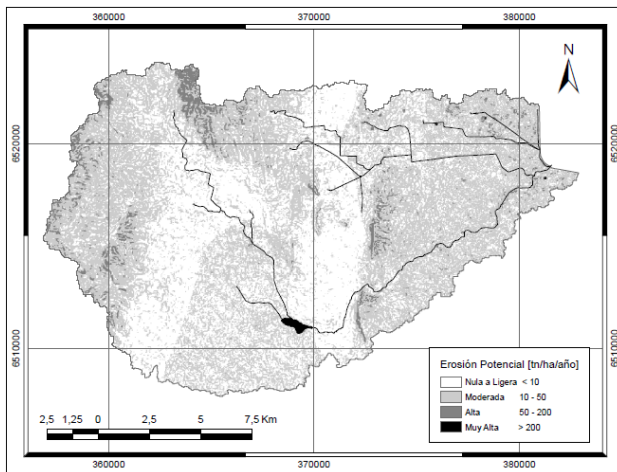 360000 370000 380000
N
6520000 6520000
6510000 6510000
Erosión Potencial [tn/ha/año]
Nula a Ligera < 10
Moderada 10 - 50
Alta 50 - 200
Muy Alta > 200
2,5 1,25 0 2,5 5 7,5 Km
360000 370000 380000